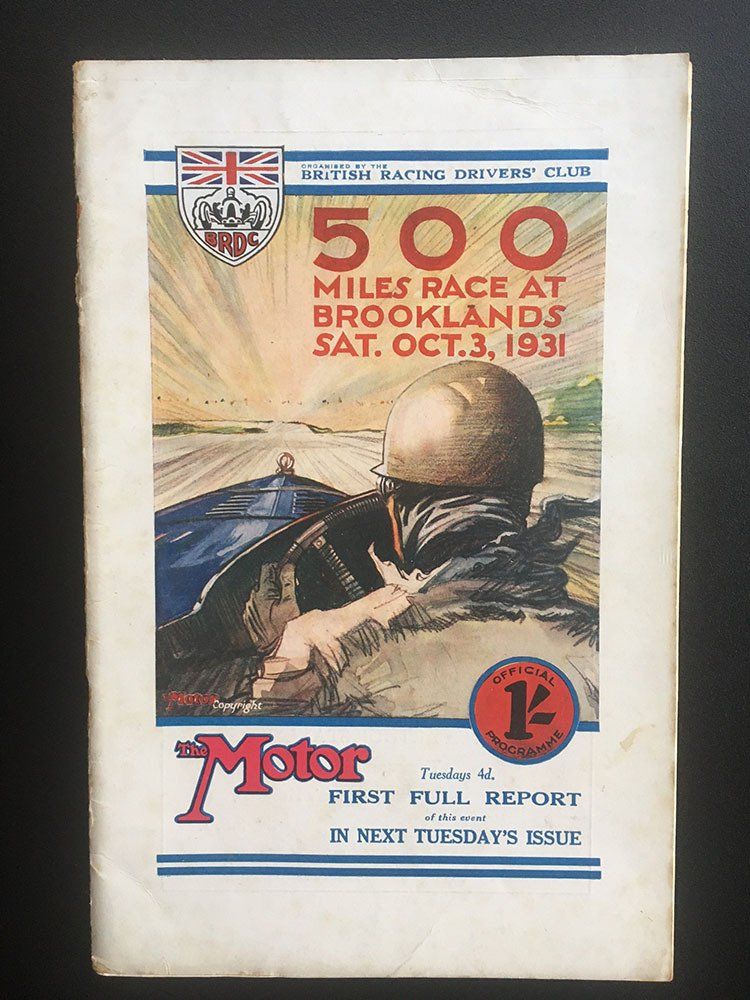 ORGANISED BY THE
BRITISH RACING DRIVERS' CLUB
BRDC
500
MILES RACE AT
BROOKLANDS
SAT. OCT. 3, 1931
The Motor Copyright
OFFICIAL
1/-
PROGRAMME
The Motor
Tuesdays 4d.
FIRST FULL REPORT
of this event
IN NEXT TUESDAY'S ISSUE